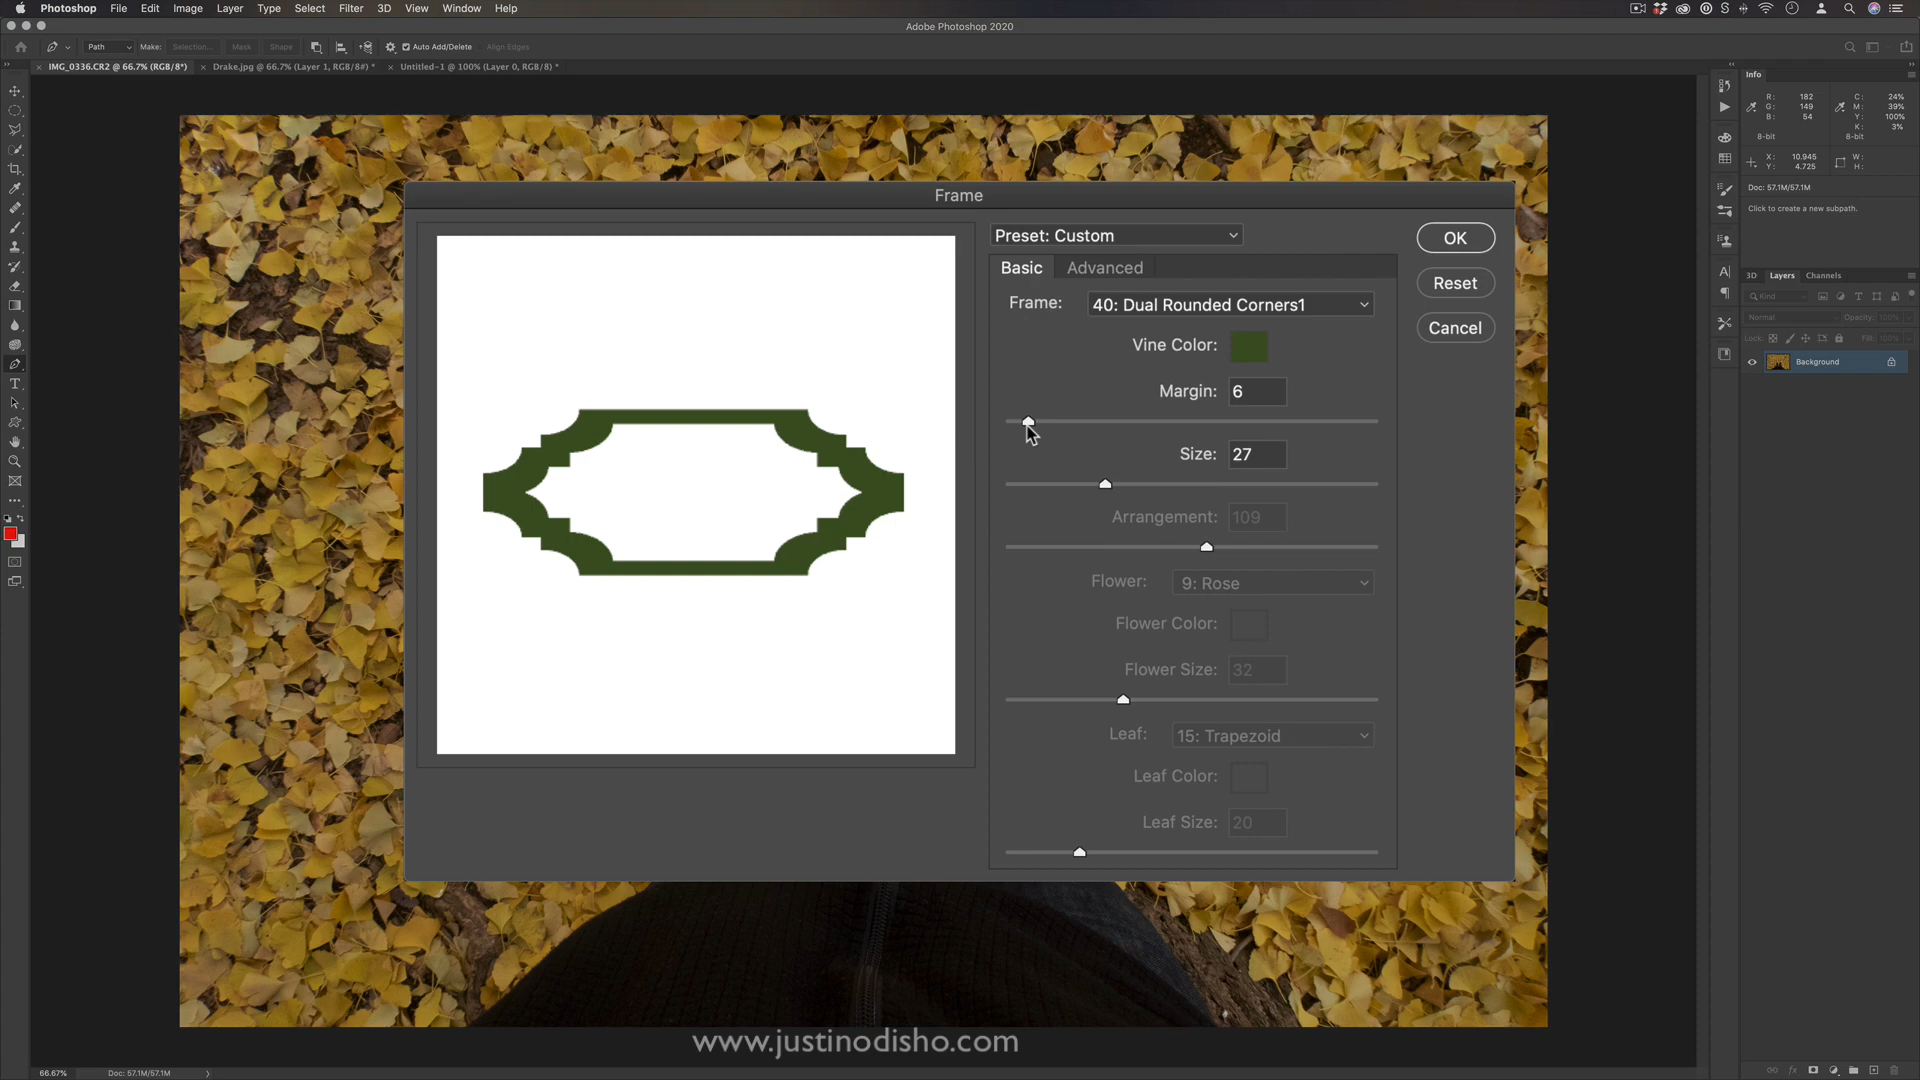 Photoshop File Edit Image Layer Type Select Filter 3D View Window Help
Adobe Photoshop 2020
Path Make: Selection... Mask Shape Auto Add/Delete Align Edges
IMG_0336.CR2 @ 66.7% (RGB/8*) Drake.jpg @ 66.7% (Layer 1, RGB/8#) * Untitled-1 @ 100% (Layer 0, RGB/8) *
Info
R: 182 C: 24%
G: 149 M: 39%
B: 54 Y: 100%
K: 3%
8-bit 8-bit
X: 10.945 W:
Y: 4.725 H:
Doc: 57.1M/57.1M
Click to create a new subpath.
3D Layers Channels
Kind
Normal Opacity: 100%
Lock: Fill: 100%
Background
Frame
Preset: Custom
OK
Basic Advanced
Reset
Frame: 40: Dual Rounded Corners1
Cancel
Vine Color:
Margin: 6
Size: 27
Arrangement: 109
Flower: 9: Rose
Flower Color:
Flower Size: 32
Leaf: 15: Trapezoid
Leaf Color:
Leaf Size: 20
www.justinodisho.com
66.67% Doc: 57.1M/57.1M